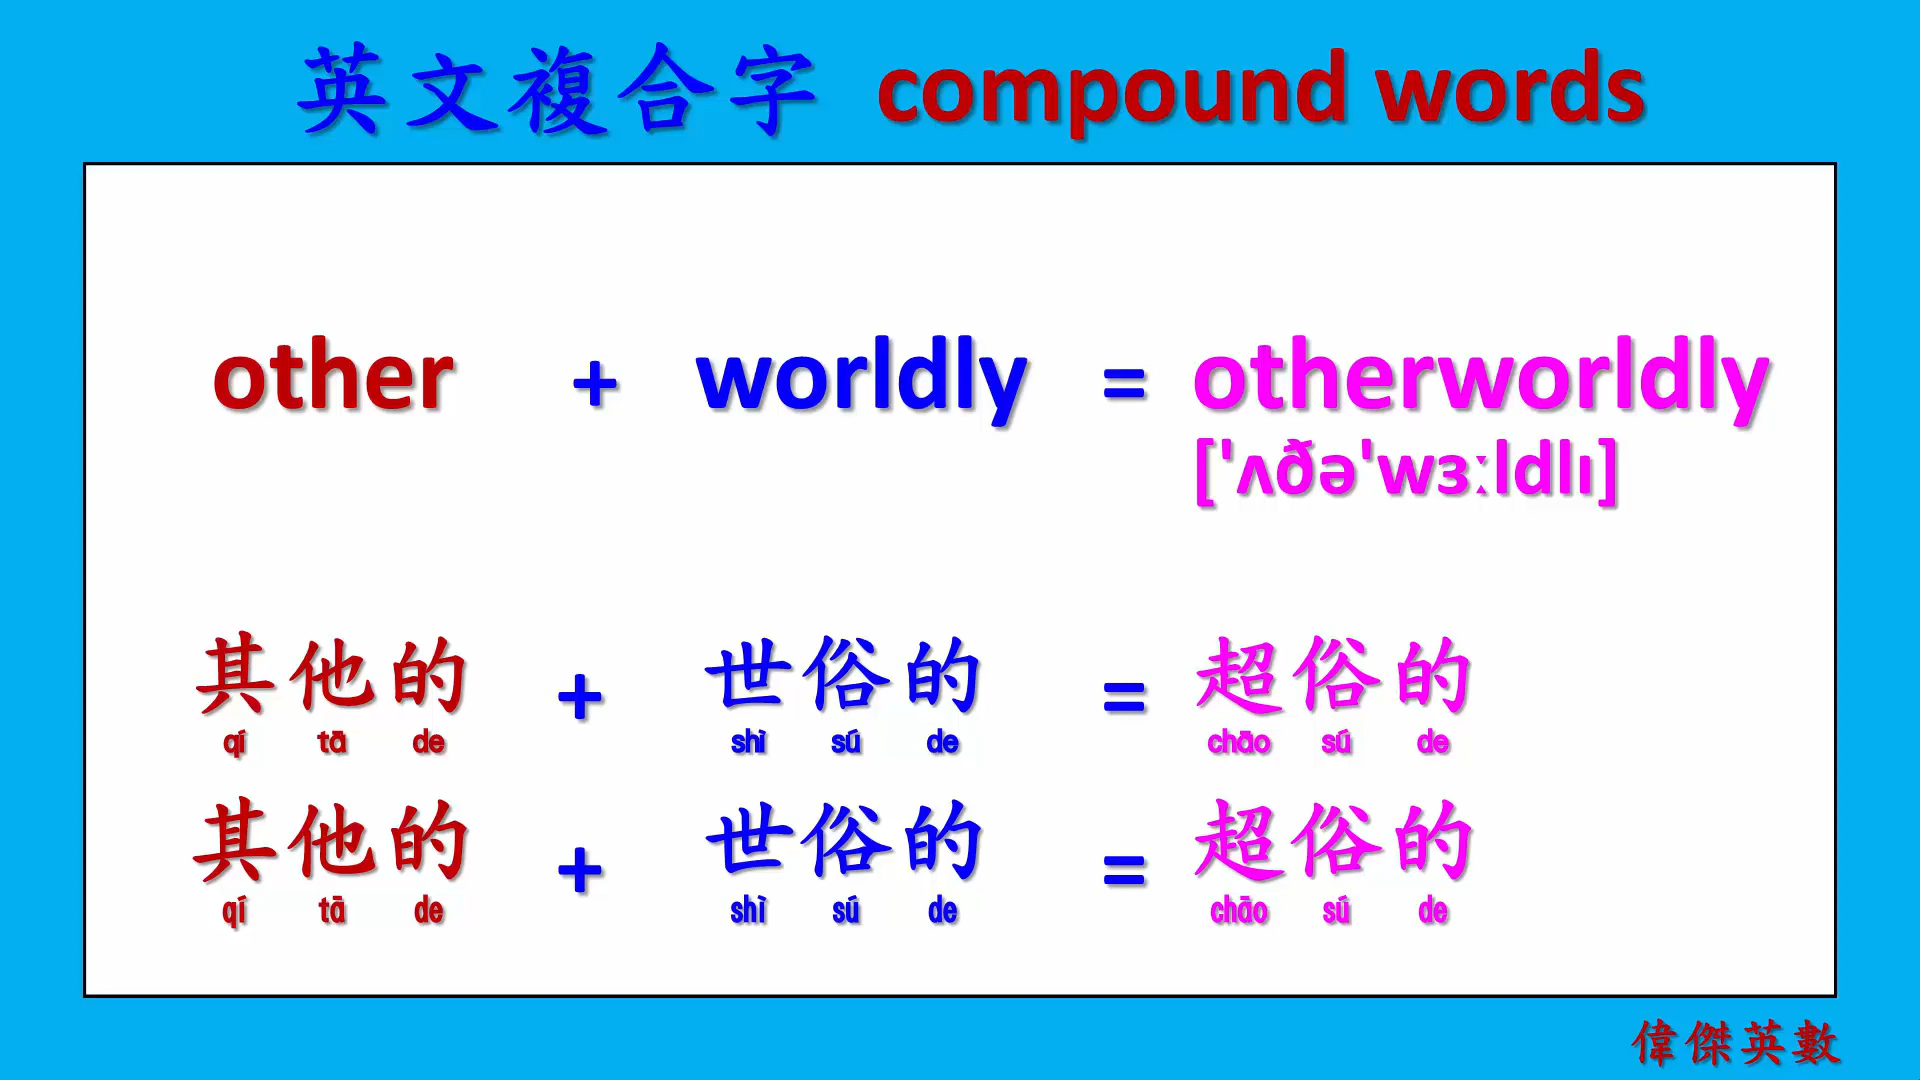 英文複合字 compound words
other + worldly = otherworldly
['ʌðə'wɜːldlɪ]
其他的 + 世俗的 = 超俗的
qí tā de shì sú de chāo sú de
其他的 + 世俗的 = 超俗的
qí tā de shì sú de chāo sú de
偉傑英數